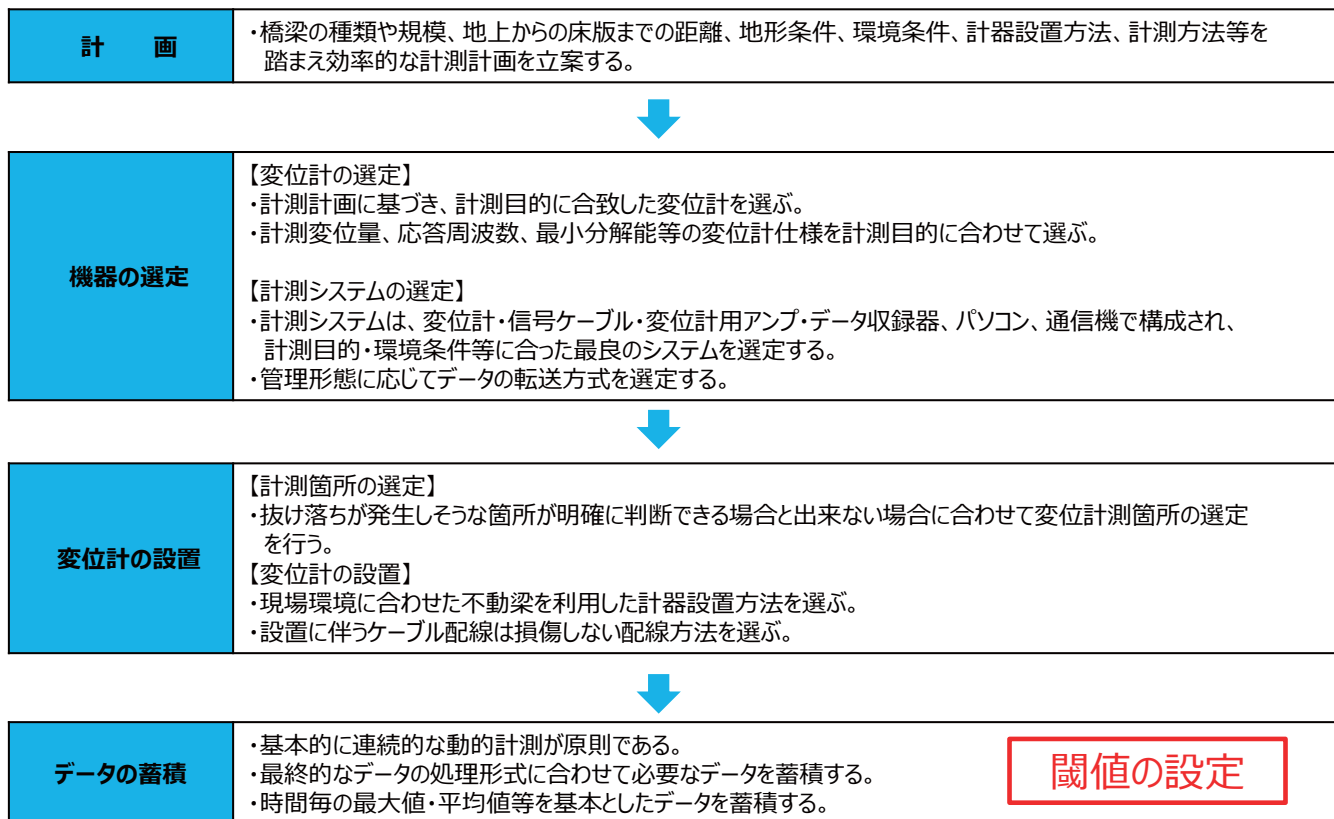 計　画
・橋梁の種類や規模、地上からの床版までの距離、地形条件、環境条件、計器設置方法、計測方法等を
踏まえ効率的な計測計画を立案する。
機器の選定
【変位計の選定】
・計測計画に基づき、計測目的に合致した変位計を選ぶ。
・計測変位量、応答周波数、最小分解能等の変位計仕様を計測目的に合わせて選ぶ。
【計測システムの選定】
・計測システムは、変位計・信号ケーブル・変位計用アンプ・データ収録器、パソコン、通信機で構成され、
計測目的・環境条件等に合った最良のシステムを選定する。
・管理形態に応じてデータの転送方式を選定する。
変位計の設置
【計測箇所の選定】
・抜け落ちが発生しそうな箇所が明確に判断できる場合と出来ない場合に合わせて変位計測箇所の選定
を行う。
【変位計の設置】
・現場環境に合わせた不動梁を利用した計器設置方法を選ぶ。
・設置に伴うケーブル配線は損傷しない配線方法を選ぶ。
データの蓄積
・基本的に連続的な動的計測が原則である。
・最終的なデータの処理形式に合わせて必要なデータを蓄積する。
・時間毎の最大値・平均値等を基本としたデータを蓄積する。
閾値の設定